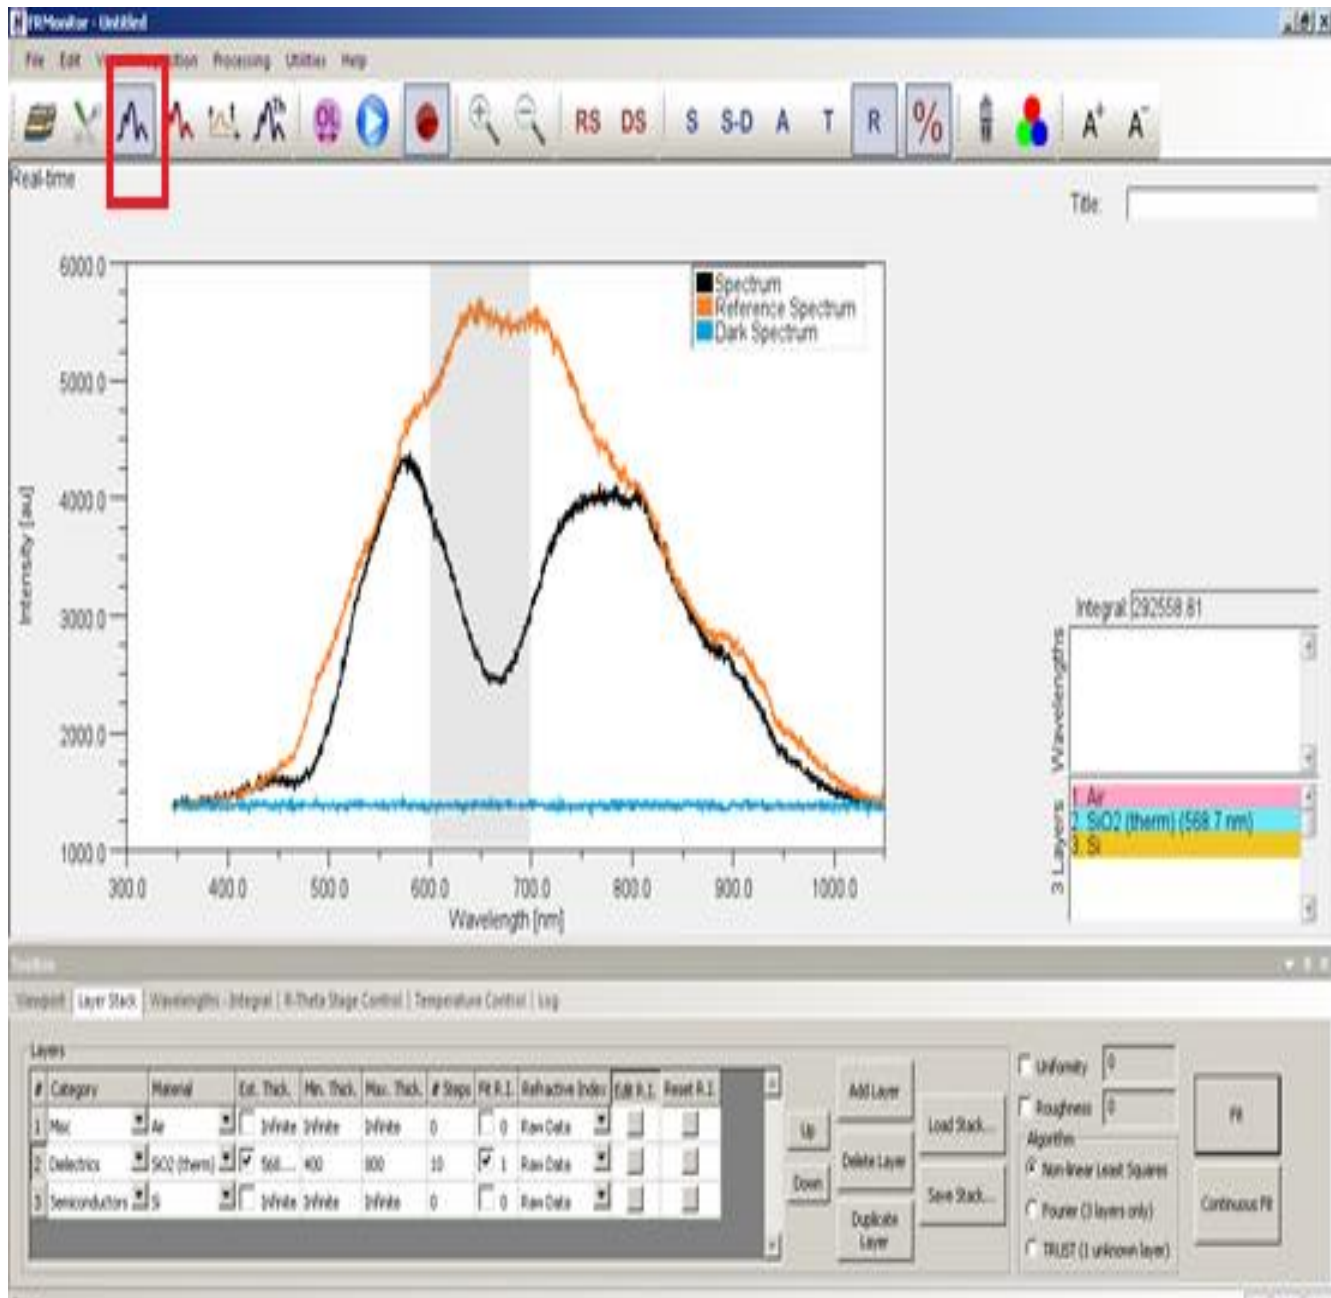 FRMonitor - Untitled
File Edit Processing Utilities Help
Th OL RS DS S S-D A T R % A+ A-
Real-time
Title:
6000.0
5000.0
4000.0
3000.0
2000.0
1000.0
Intensity [au]
Spectrum
Reference Spectrum
Dark Spectrum
300.0 400.0 500.0 600.0 700.0 800.0 900.0 1000.0
Wavelength [nm]
Integral: 292558.81
Wavelengths
3 Layers
1. Air
2. SiO2 (therm) (568.7 nm)
3. Si
Toolbox
Viewport Layer Stack Wavelengths - Integral R-Theta Stage Control Temperature Control Log
Layers
# Category Material Est. Thick. Min. Thick. Max. Thick. # Steps Fit R.I. Refractive Index Edit R.I. Reset R.I.
1 Misc Air Infinite Infinite Infinite 0 0 Raw Data
2 Dielectrics SiO2 (therm) 568.... 400 800 10 1 Raw Data
3 Semiconductors Si Infinite Infinite Infinite 0 0 Raw Data
Up
Down
Add Layer
Delete Layer
Duplicate Layer
Load Stack...
Save Stack...
Uniformity 0
Roughness 0
Algorithm
Non-linear Least Squares
Fourier (3 layers only)
TRUST (1 unknown layer)
Fit
Continuous Fit